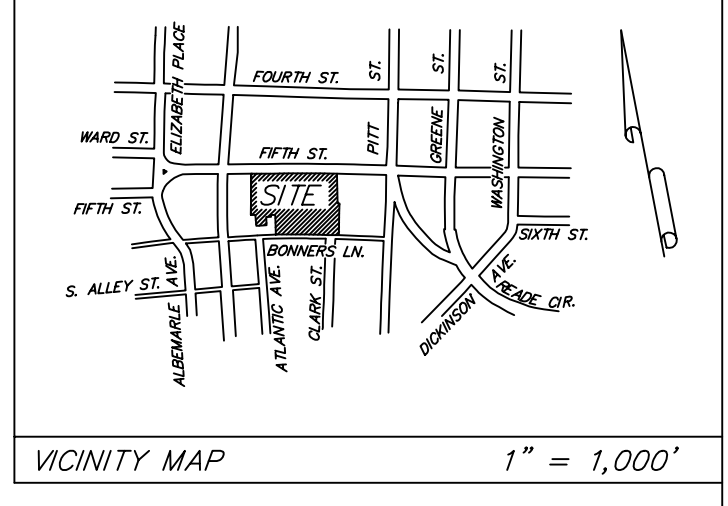 ELIZABETH PLACE
FOURTH ST.
PITT ST.
GREENE ST.
WASHINGTON ST.
WARD ST.
FIFTH ST.
SITE
FIFTH ST.
SIXTH ST.
BONNERS LN.
S. ALLEY ST.
ALBEMARLE AVE.
ATLANTIC AVE.
CLARK ST.
DICKINSON AVE.
READE CIR.
VICINITY MAP 1" = 1,000'